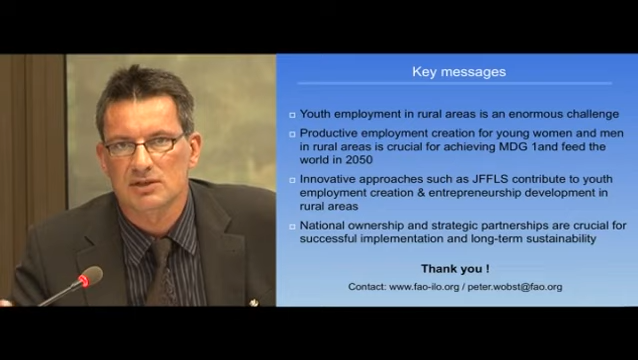 Key messages
Youth employment in rural areas is an enormous challenge
Productive employment creation for young women and men
in rural areas is crucial for achieving MDG 1and feed the
world in 2050
Innovative approaches such as JFFLS contribute to youth
employment creation & entrepreneurship development in
rural areas
National ownership and strategic partnerships are crucial for
successful implementation and long-term sustainability
Thank you !
Contact: www.fao-ilo.org / peter.wobst@fao.org